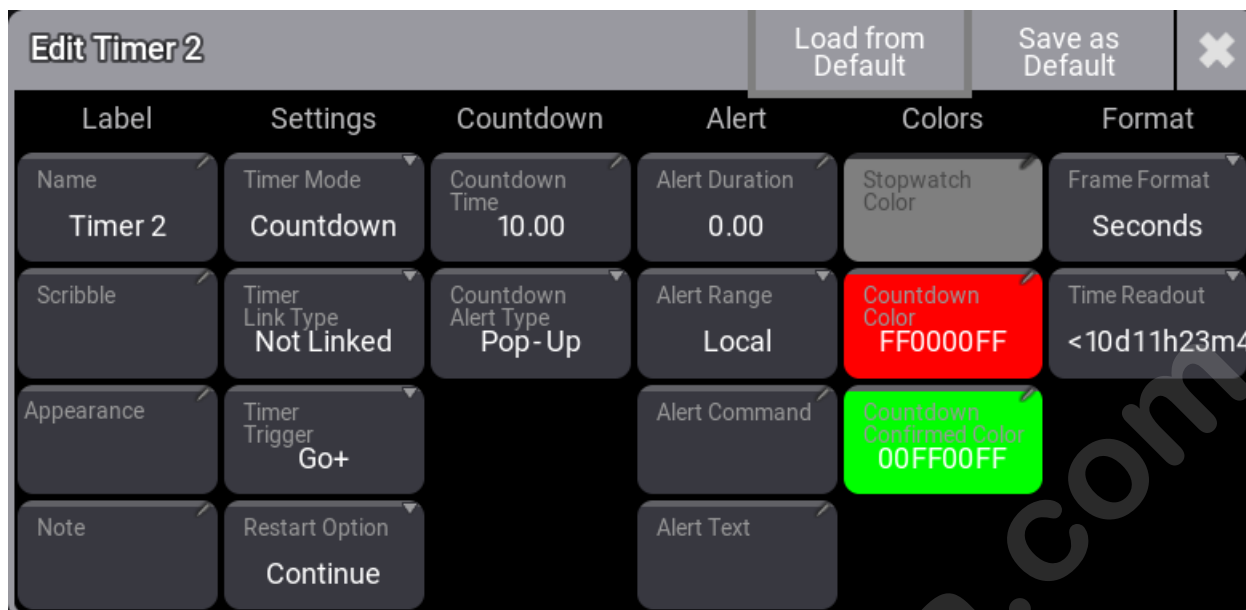 Edit Timer 2
Load from
Default
Save as
Default
Label Settings Countdown Alert Colors Format
Name
Timer 2
Timer Mode
Countdown
Countdown
Time
10.00
Alert Duration
0.00
Stopwatch
Color
Frame Format
Seconds
Scribble
Timer
Link Type
Not Linked
Countdown
Alert Type
Pop-Up
Alert Range
Local
Countdown
Color
FF0000FF
Time Readout
<10d11h23m4
Appearance
Timer
Trigger
Go+
Alert Command
Countdown
Confirmed Color
00FF00FF
Note
Restart Option
Continue
Alert Text
.com